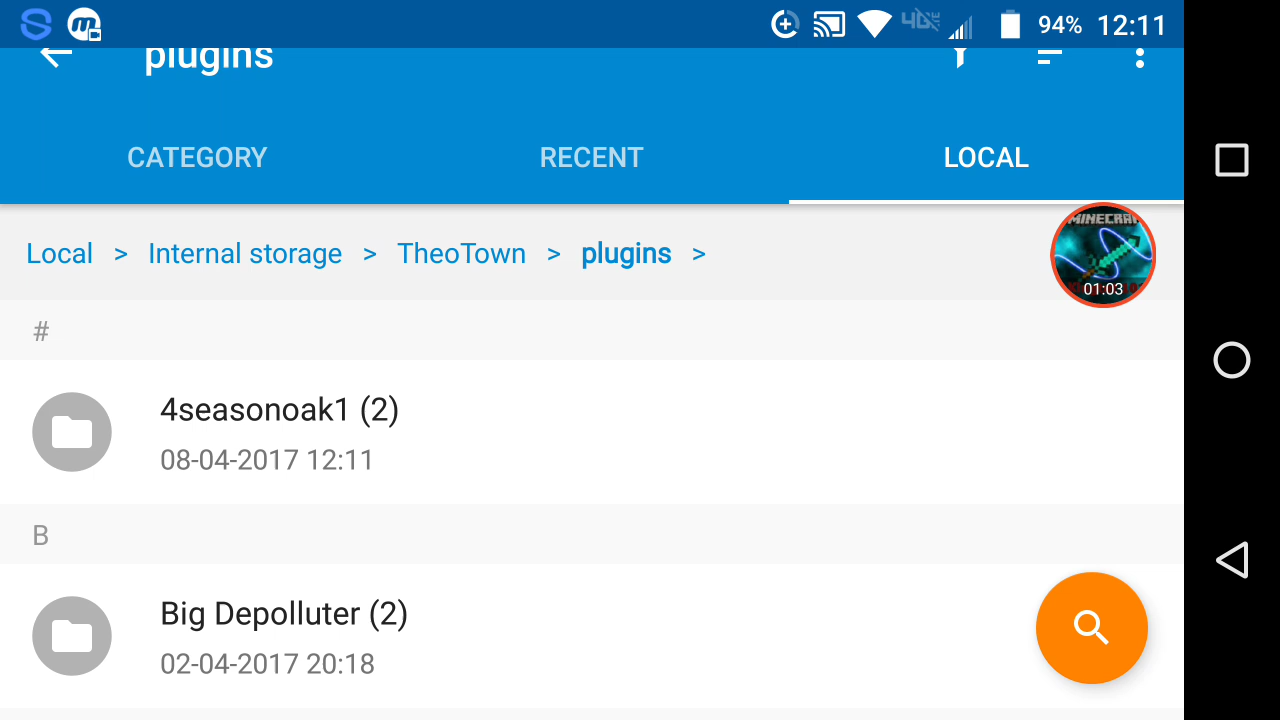 94% 12:11
plugins
CATEGORY RECENT LOCAL
Local > Internal storage > TheoTown > plugins >
MINECRAF
01:03
#
4seasonoak1 (2)
08-04-2017 12:11
B
Big Depolluter (2)
02-04-2017 20:18